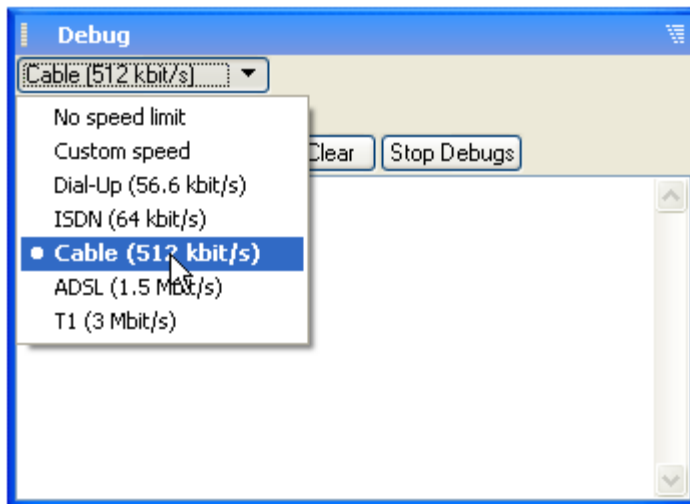 Debug
Cable (512 kbit/s)
No speed limit
Custom speed
Clear
Stop Debugs
Dial-Up (56.6 kbit/s)
ISDN (64 kbit/s)
Cable (512 kbit/s)
ADSL (1.5 Mbit/s)
T1 (3 Mbit/s)